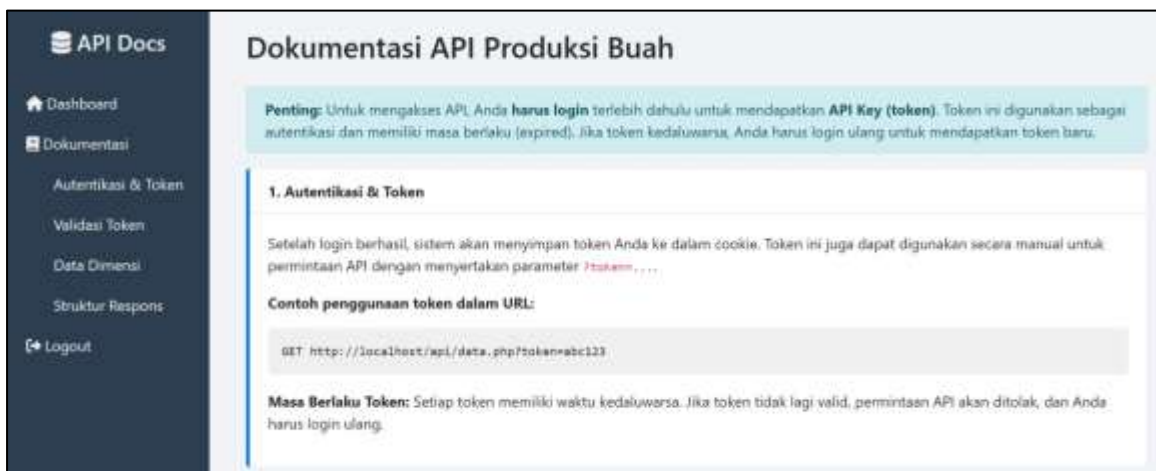 API Docs
Dashboard
Dokumentasi
Autentikasi & Token
Validasi Token
Data Dimensi
Struktur Respons
Logout
Dokumentasi API Produksi Buah
Penting: Untuk mengakses API, Anda harus login terlebih dahulu untuk mendapatkan API Key (token). Token ini digunakan sebagai
autentikasi dan memiliki masa berlaku (expired). Jika token kedaluwarsa, Anda harus login ulang untuk mendapatkan token baru.
1. Autentikasi & Token
Setelah login berhasil, sistem akan menyimpan token Anda ke dalam cookie. Token ini juga dapat digunakan secara manual untuk
permintaan API dengan menyertakan parameter ?token=....
Contoh penggunaan token dalam URL:
GET http://localhost/api/data.php?token=abc123
Masa Berlaku Token: Setiap token memiliki waktu kedaluwarsa. Jika token tidak lagi valid, permintaan API akan ditolak, dan Anda
harus login ulang.